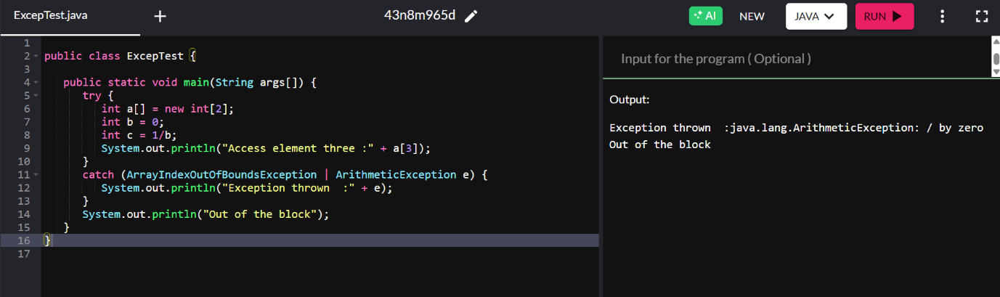 ExcepTest.java + 43n8m965d AI NEW JAVA RUN
1
2 public class ExcepTest {
3
4 public static void main(String args[]) {
5 try {
6 int a[] = new int[2];
7 int b = 0;
8 int c = 1/b;
9 System.out.println("Access element three :" + a[3]);
10 }
11 catch (ArrayIndexOutOfBoundsException | ArithmeticException e) {
12 System.out.println("Exception thrown  :" + e);
13 }
14 System.out.println("Out of the block");
15 }
16 }
17
Input for the program ( Optional )
Output:
Exception thrown  :java.lang.ArithmeticException: / by zero
Out of the block